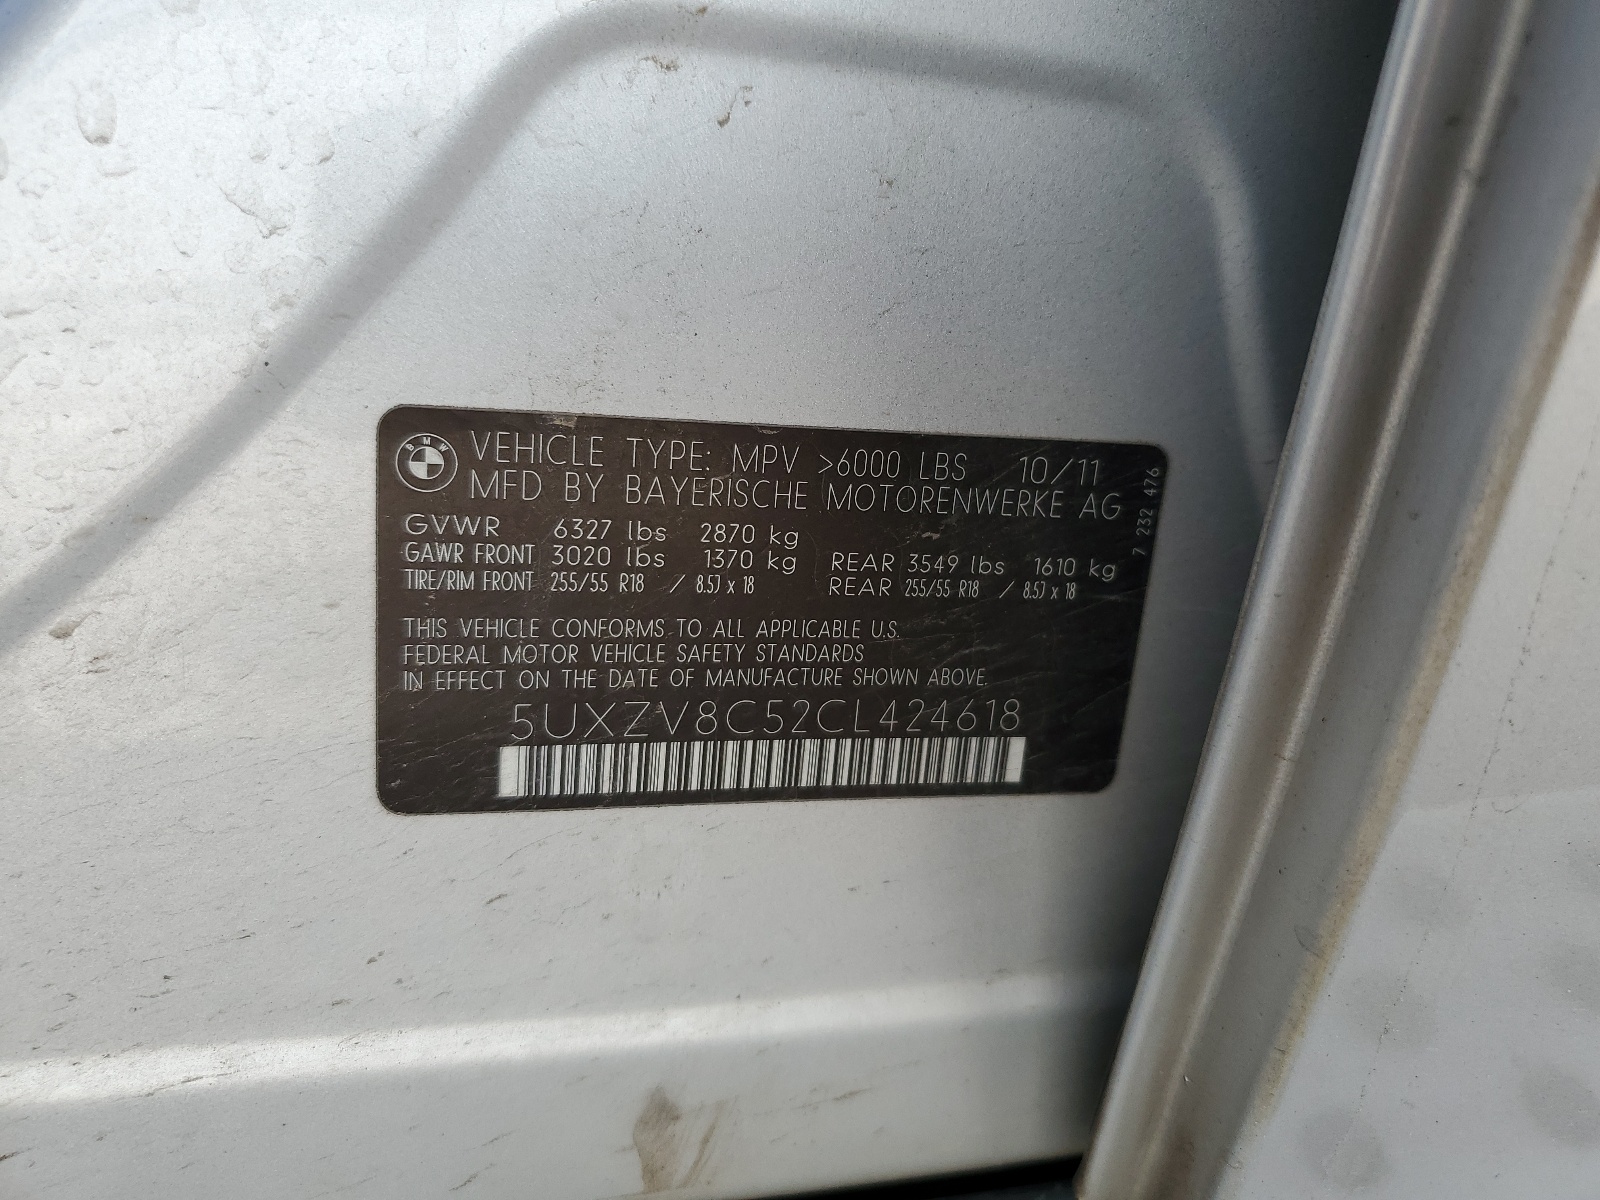 BMW
VEHICLE TYPE: MPV >6000 LBS 10/11
MFD BY BAYERISCHE MOTORENWERKE AG
GVWR 6327 lbs 2870 kg
GAWR FRONT 3020 lbs 1370 kg REAR 3549 lbs 1610 kg
TIRE/RIM FRONT 255/55 R18 / 8.5J x 18 REAR 255/55 R18 / 8.5J x 18
THIS VEHICLE CONFORMS TO ALL APPLICABLE U.S.
FEDERAL MOTOR VEHICLE SAFETY STANDARDS
IN EFFECT ON THE DATE OF MANUFACTURE SHOWN ABOVE.
5UXZV8C52CL424618
7 232 476